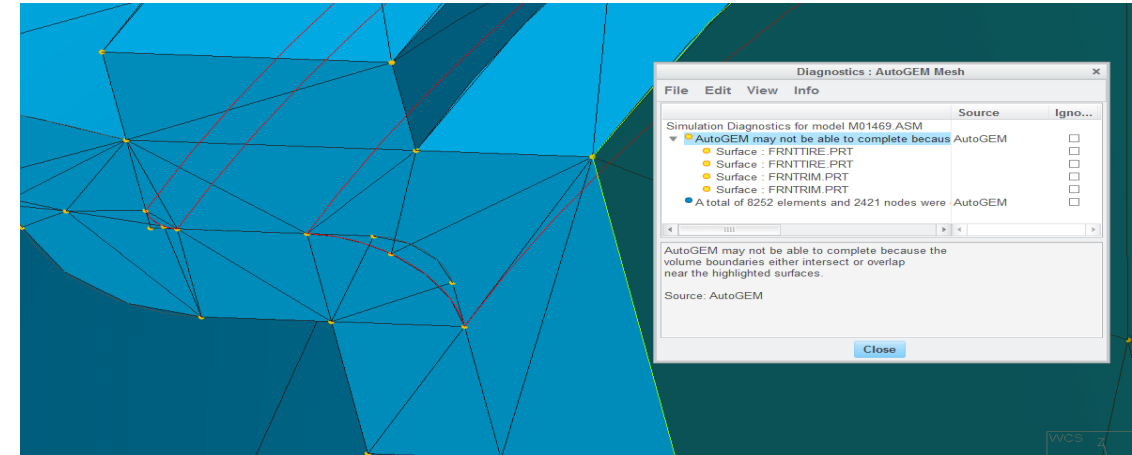 Diagnostics : AutoGEM Mesh ×
File Edit View Info
Source Igno...
Simulation Diagnostics for model M01469.ASM
AutoGEM may not be able to complete becaus AutoGEM
Surface : FRNTTIRE.PRT
Surface : FRNTTIRE.PRT
Surface : FRNTRIM.PRT
Surface : FRNTRIM.PRT
A total of 8252 elements and 2421 nodes were AutoGEM
AutoGEM may not be able to complete because the
volume boundaries either intersect or overlap
near the highlighted surfaces.
Source: AutoGEM
Close
WCS Z